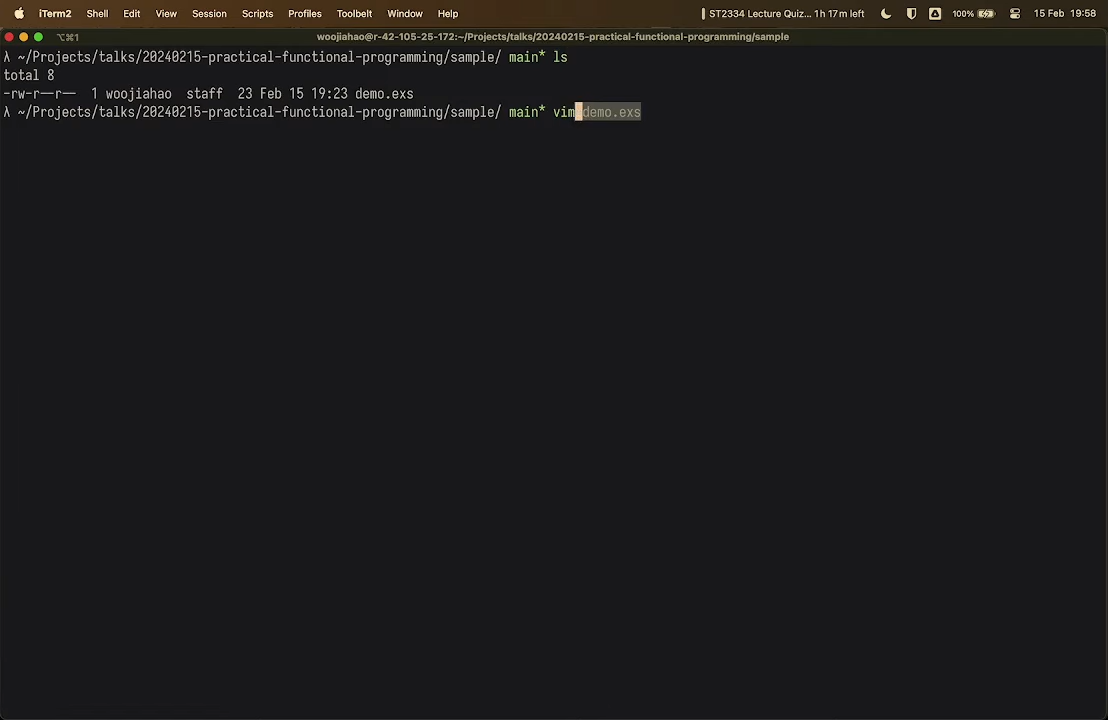 iTerm2 Shell Edit View Session Scripts Profiles Toolbelt Window Help ST2334 Lecture Quiz... 1h 17m left 100% 15 Feb 19:58
⌥⌘1 woojiahao@r-42-105-25-172:~/Projects/talks/20240215-practical-functional-programming/sample
λ ~/Projects/talks/20240215-practical-functional-programming/sample/ main* ls
total 8
-rw-r--r-- 1 woojiahao staff 23 Feb 15 19:23 demo.exs
λ ~/Projects/talks/20240215-practical-functional-programming/sample/ main* vim demo.exs